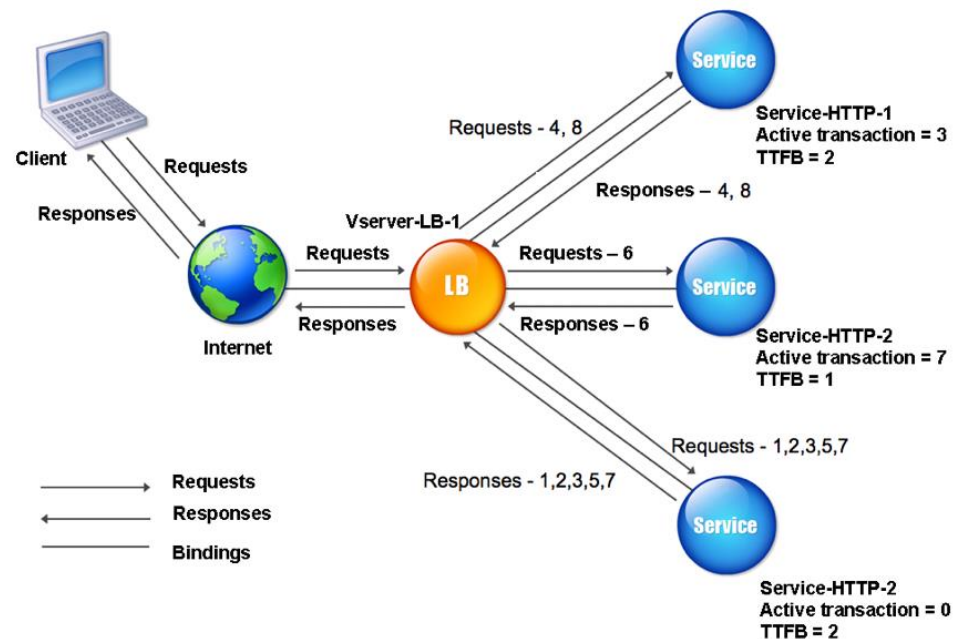 Service
Service-HTTP-1
Active transaction = 3
TTFB = 2
Requests - 4, 8
Client
Requests
Responses
Responses – 4, 8
Vserver-LB-1
Requests
Requests – 6
LB
Service
Responses
Responses – 6
Internet
Service-HTTP-2
Active transaction = 7
TTFB = 1
Requests - 1,2,3,5,7
Responses - 1,2,3,5,7
Requests
Responses
Bindings
Service
Service-HTTP-2
Active transaction = 0
TTFB = 2